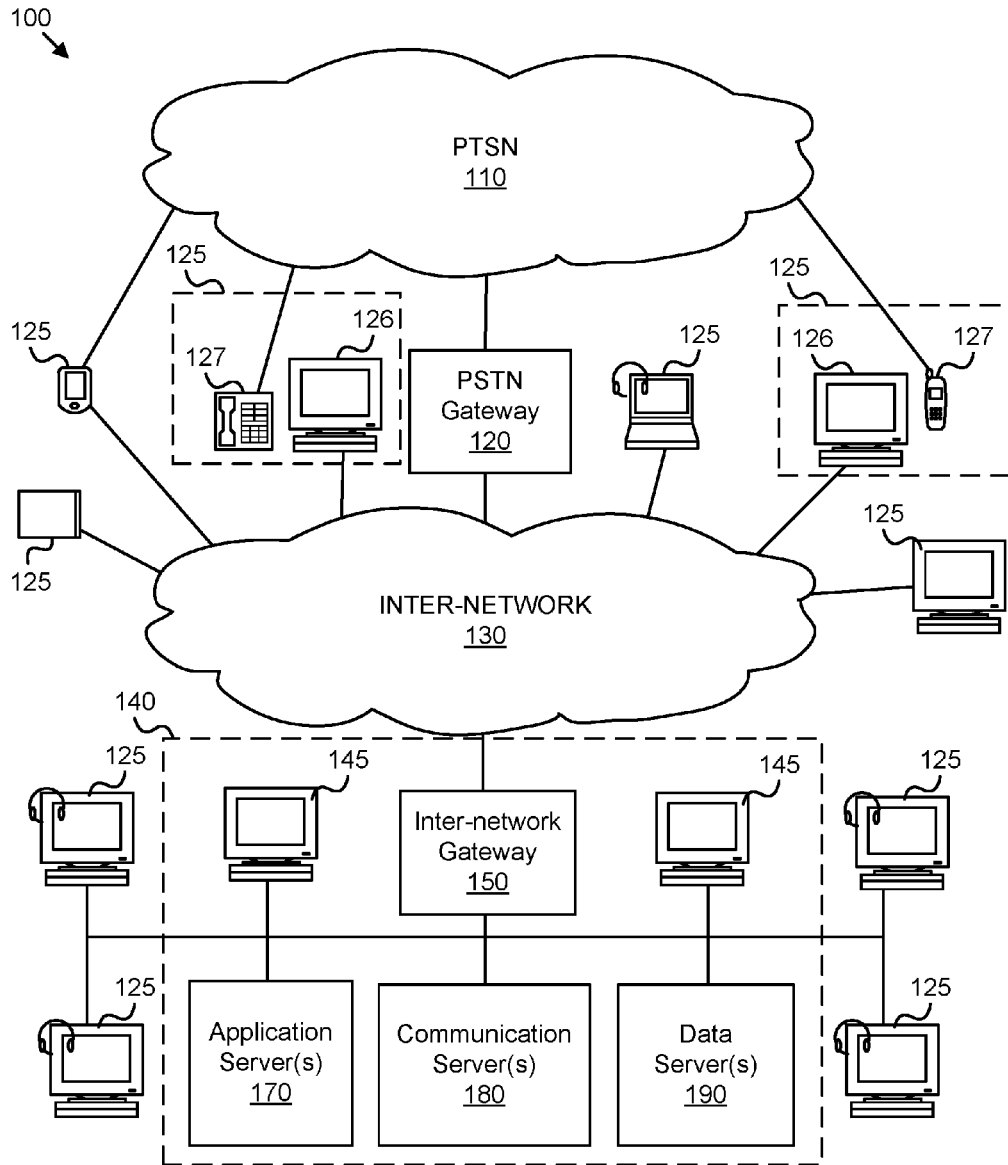 100
PTSN
110
125
125
125
126
127
PSTN
Gateway
120
125
126
127
125
125
INTER-NETWORK
130
140
125
145
Inter-network
Gateway
150
145
125
125
Application
Server(s)
170
Communication
Server(s)
180
Data
Server(s)
190
125